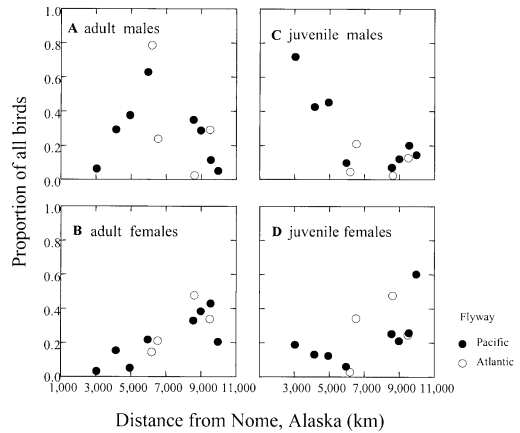 A adult males
C juvenile males
1.0
0.8
0.6
0.4
0.2
0.0
B adult females
D juvenile females
1.0
0.8
0.6
0.4
0.2
0.0
Proportion of all birds
1,000 3,000 5,000 7,000 9,000 11,000
3,000 5,000 7,000 9,000 11,000
Distance from Nome, Alaska (km)
Flyway
Pacific
Atlantic